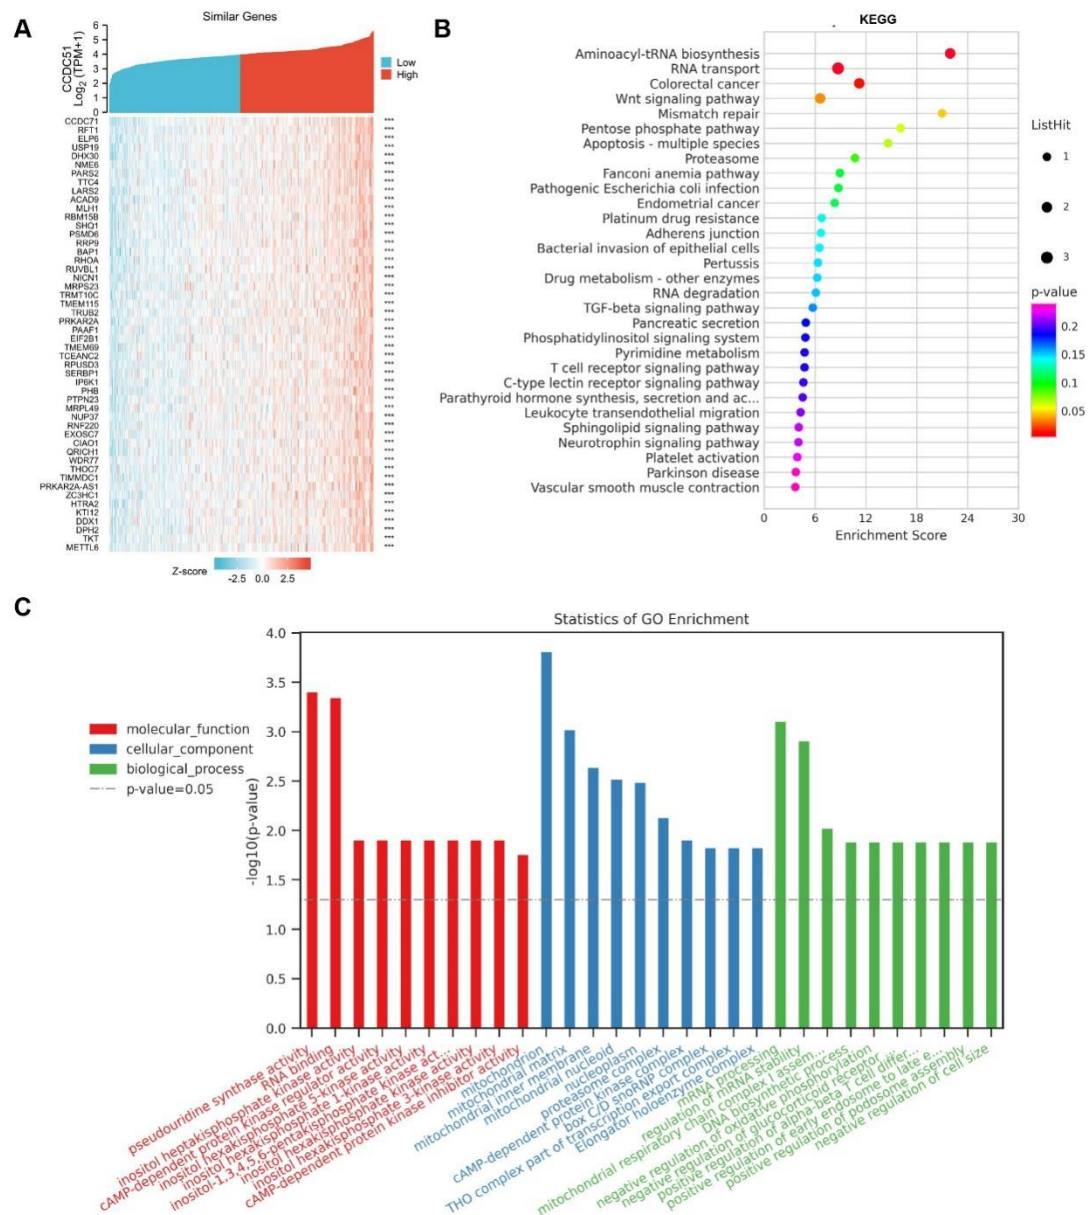 A
Similar Genes
CCDC51
Log2 (TPM+1)
6
5
4
3
2
1
0
Low
High
CCDC71
RFT1
ELP6
USP19
DHX30
NME6
PARS2
TTC4
LARS2
ACAD9
MLH1
RBM15B
SHQ1
PSMD6
RRP9
BAP1
RHOA
RUVBL1
NICN1
MRPS23
TRMT10C
TMEM115
TRUB2
PRKAR2A
PAAF1
EIF2B1
TMEM69
TCEANC2
RPUSD3
SERBP1
IP6K1
PHB
PTPN23
MRPL49
NUP37
RNF220
EXOSC7
CIAO1
QRICH1
WDR77
THOC7
TIMMDC1
PRKAR2A-AS1
ZC3HC1
HTRA2
KTI12
DDX1
DPH2
TKT
METTL6
Z-score
-2.5 0.0 2.5
B
KEGG
Aminoacyl-tRNA biosynthesis
RNA transport
Colorectal cancer
Wnt signaling pathway
Mismatch repair
Pentose phosphate pathway
Apoptosis - multiple species
Proteasome
Fanconi anemia pathway
Pathogenic Escherichia coli infection
Endometrial cancer
Platinum drug resistance
Adherens junction
Bacterial invasion of epithelial cells
Pertussis
Drug metabolism - other enzymes
RNA degradation
TGF-beta signaling pathway
Pancreatic secretion
Phosphatidylinositol signaling system
Pyrimidine metabolism
T cell receptor signaling pathway
C-type lectin receptor signaling pathway
Parathyroid hormone synthesis, secretion and ac...
Leukocyte transendothelial migration
Sphingolipid signaling pathway
Neurotrophin signaling pathway
Platelet activation
Parkinson disease
Vascular smooth muscle contraction
0 6 12 18 24 30
Enrichment Score
ListHit
1
2
3
p-value
0.2
0.15
0.1
0.05
C
Statistics of GO Enrichment
molecular_function
cellular_component
biological_process
p-value=0.05
-log10(p-value)
4.0
3.5
3.0
2.5
2.0
1.5
1.0
0.5
0.0
pseudouridine synthase activity
RNA binding
inositol heptakisphosphate kinase activity
cAMP-dependent protein kinase regulator activity
inositol hexakisphosphate 5-kinase activity
inositol hexakisphosphate 1-kinase activity
inositol-1,3,4,5,6-pentakisphosphate kinase act...
inositol hexakisphosphate kinase activity
inositol hexakisphosphate 3-kinase activity
cAMP-dependent protein kinase inhibitor activity
mitochondrion
mitochondrial matrix
mitochondrial inner membrane
mitochondrial nucleoid
nucleoplasm
proteasome complex
cAMP-dependent protein kinase complex
box C/D snoRNP complex
THO complex part of transcription export complex
Elongator holoenzyme complex
rRNA processing
regulation of mRNA stability
mitochondrial respiratory chain complex I assem...
DNA biosynthetic process
negative regulation of oxidative phosphorylation
negative regulation of glucocorticoid receptor ...
positive regulation of alpha-beta T cell differ...
positive regulation of early endosome to late e...
positive regulation of podosome assembly
negative regulation of cell size